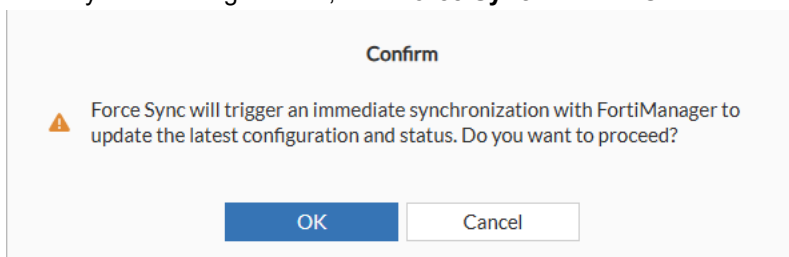 Confirm
Force Sync will trigger an immediate synchronization with FortiManager to
update the latest configuration and status. Do you want to proceed?
OK
Cancel